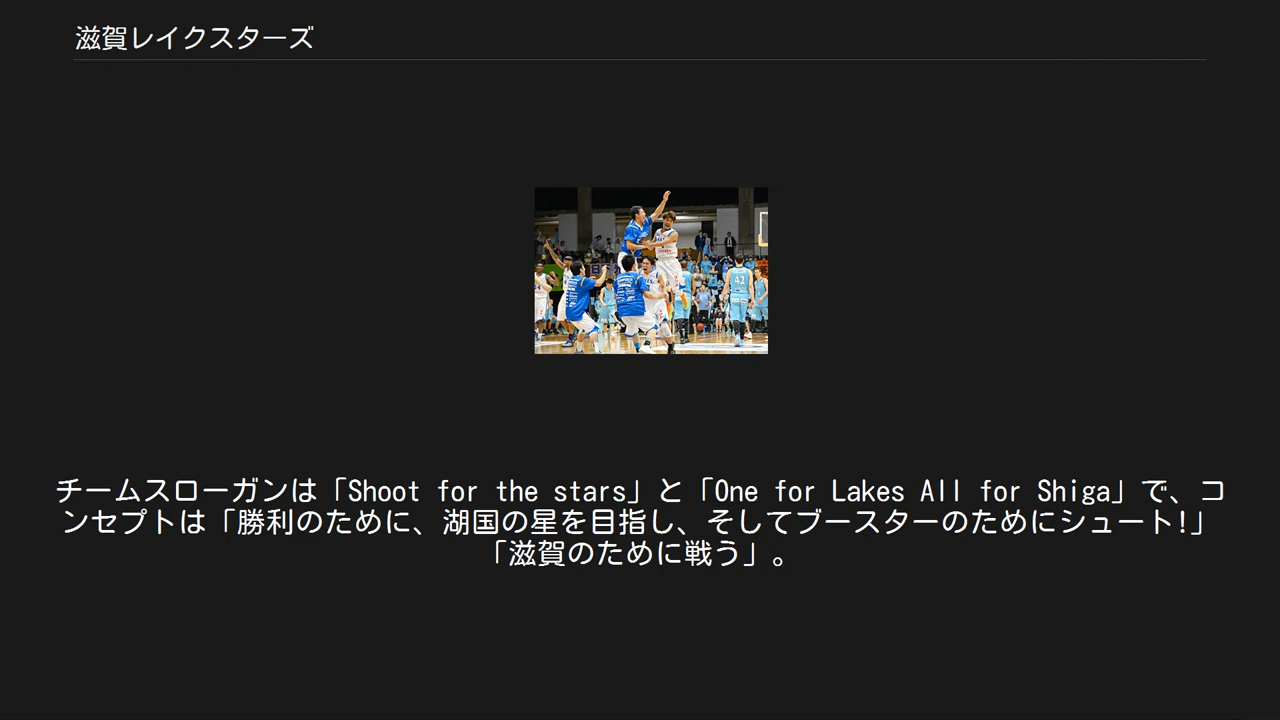 滋賀レイクスターズ
42
チームスローガンは「Shoot for the stars」と「One for Lakes All for Shiga」で、コ
ンセプトは「勝利のために、湖国の星を目指し、そしてブースターのためにシュート!」
「滋賀のために戦う」。